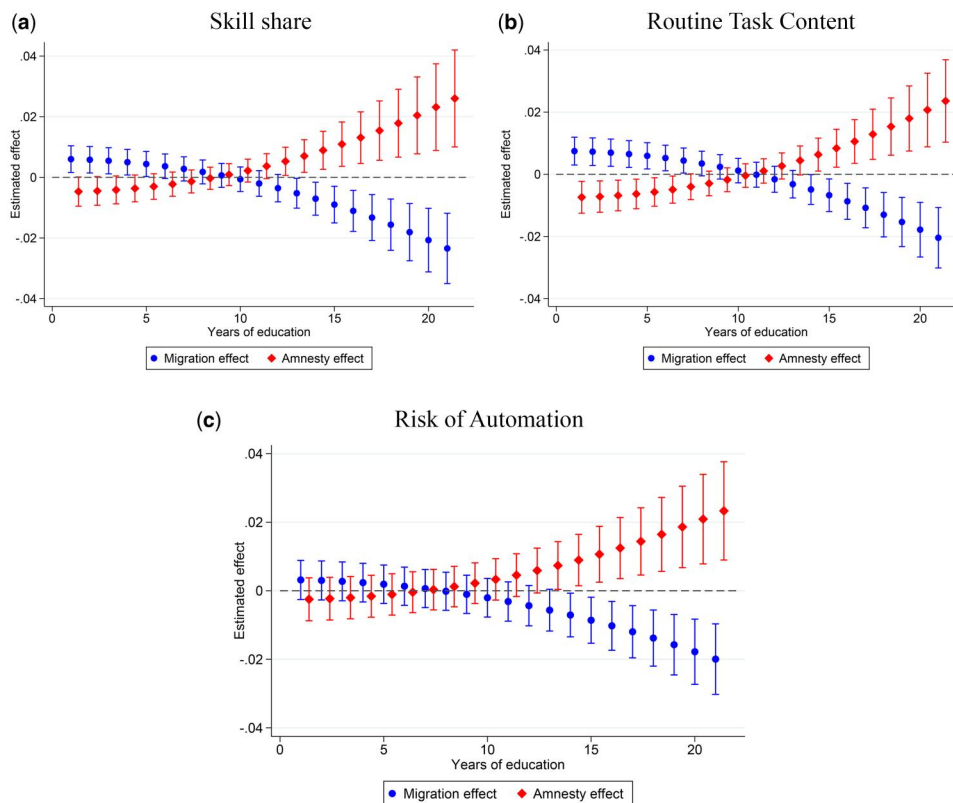 (a) Skill share
.04
.02
0
-.02
-.04
Estimated effect
0 5 10 15 20
Years of education
Migration effect Amnesty effect
(b) Routine Task Content
.04
.02
0
-.02
-.04
Estimated effect
0 5 10 15 20
Years of education
Migration effect Amnesty effect
(c) Risk of Automation
.04
.02
0
-.02
-.04
Estimated effect
0 5 10 15 20
Years of education
Migration effect Amnesty effect